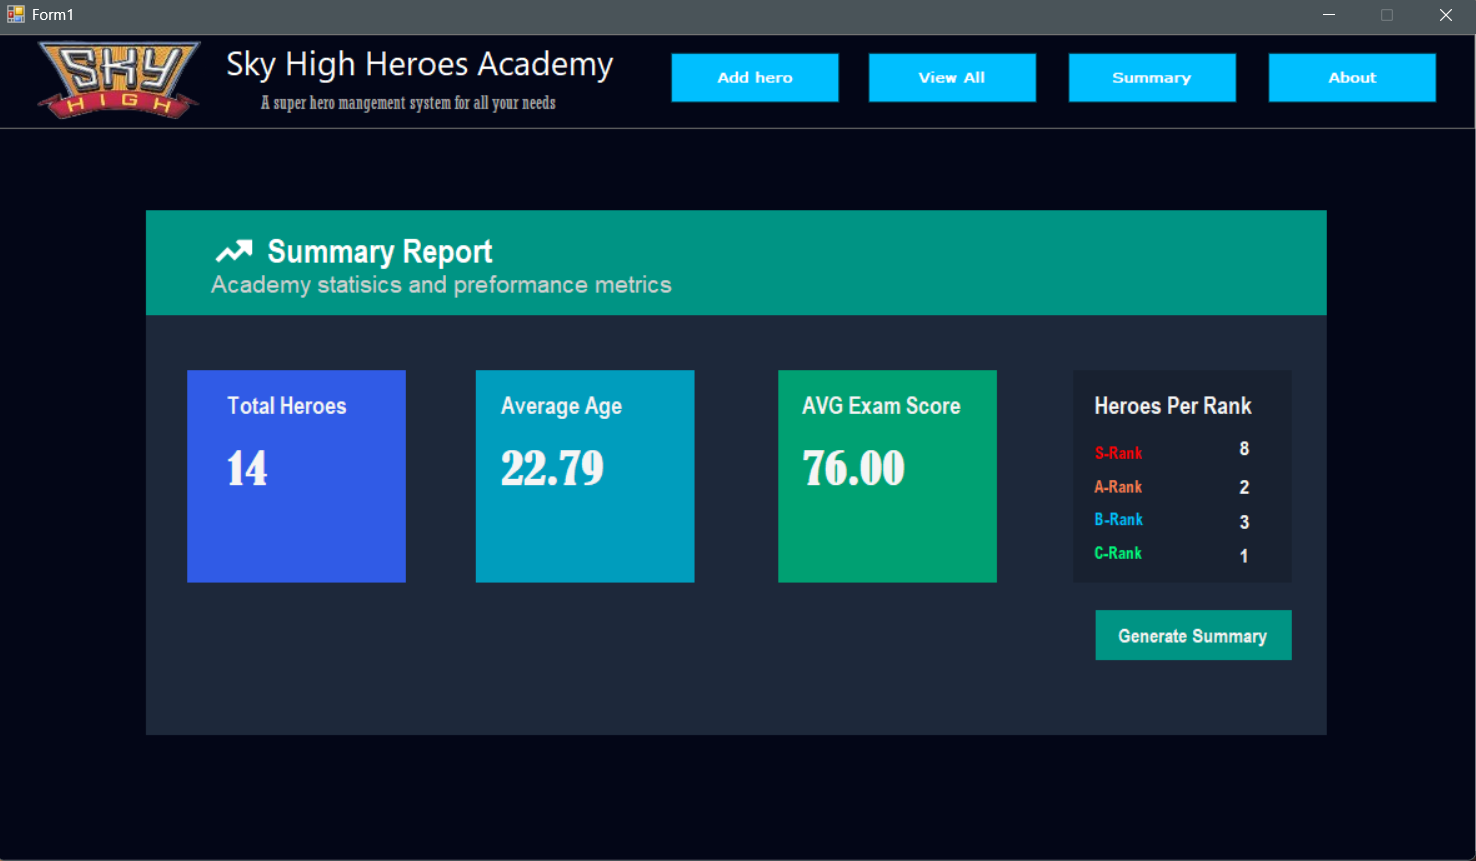 Form1
SKY
HIGH
Sky High Heroes Academy
A super hero mangement system for all your needs
Add hero
View All
Summary
About
Summary Report
Academy statisics and preformance metrics
Total Heroes
14
Average Age
22.79
AVG Exam Score
76.00
Heroes Per Rank
S-Rank 8
A-Rank 2
B-Rank 3
C-Rank 1
Generate Summary